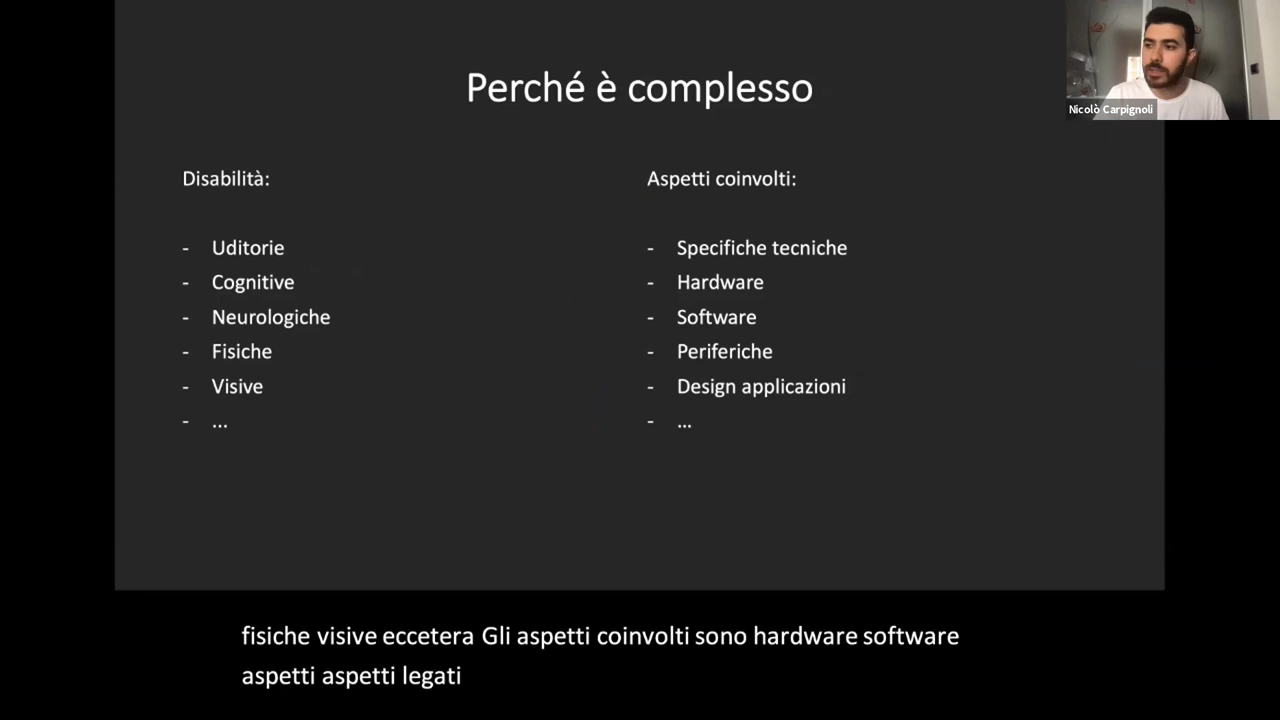 Perché è complesso
Nicolò Carpignoli
Disabilità:
- Uditorie
- Cognitive
- Neurologiche
- Fisiche
- Visive
- ...
Aspetti coinvolti:
- Specifiche tecniche
- Hardware
- Software
- Periferiche
- Design applicazioni
- ...
fisiche visive eccetera Gli aspetti coinvolti sono hardware software
aspetti aspetti legati